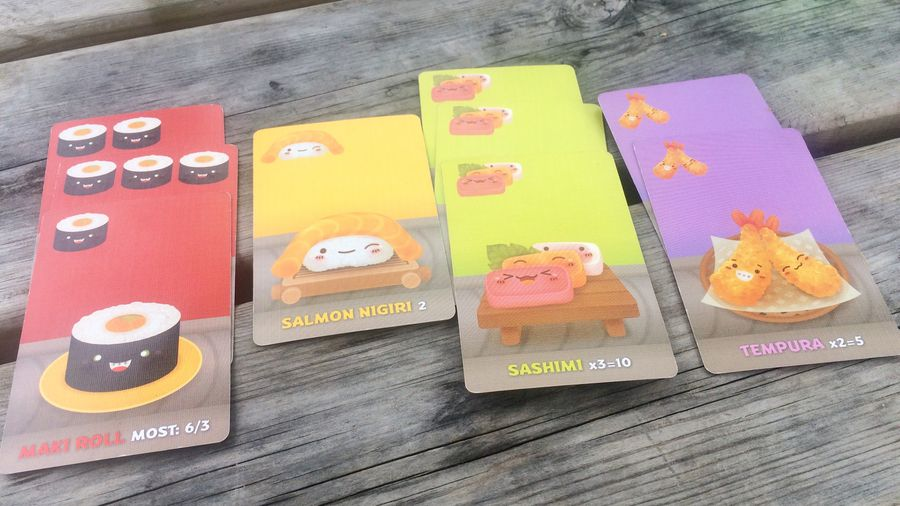 MAKI ROLL MOST: 6/3
SALMON NIGIRI 2
SASHIMI x3=10
TEMPURA x2=5